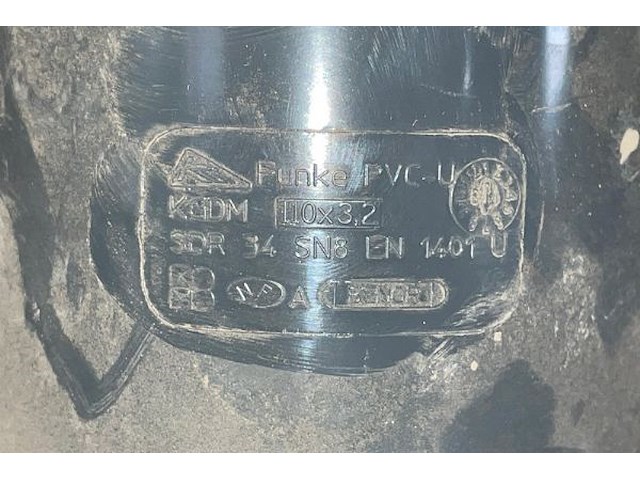 Funke PVC-U
KGDM 110x3,2
SDR 34 SN8 EN 1401 U
A